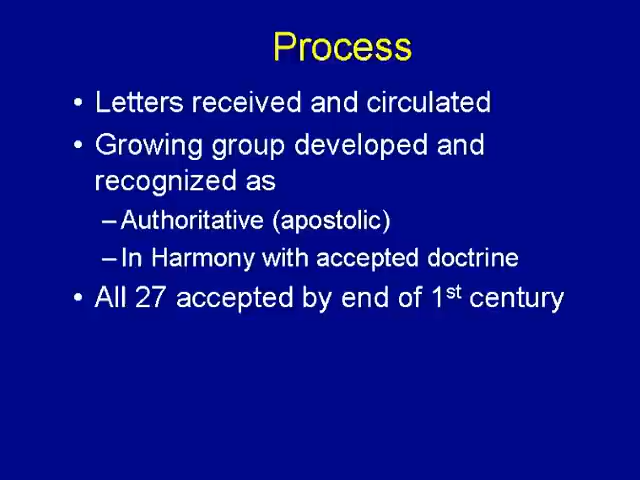 Process
• Letters received and circulated
• Growing group developed and
recognized as
– Authoritative (apostolic)
– In Harmony with accepted doctrine
• All 27 accepted by end of 1st century